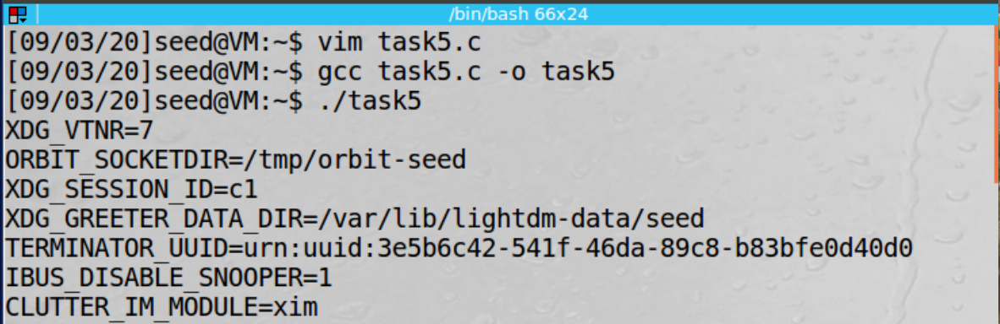 /bin/bash 66x24
[09/03/20]seed@VM:~$ vim task5.c
[09/03/20]seed@VM:~$ gcc task5.c -o task5
[09/03/20]seed@VM:~$ ./task5
XDG_VTNR=7
ORBIT_SOCKETDIR=/tmp/orbit-seed
XDG_SESSION_ID=c1
XDG_GREETER_DATA_DIR=/var/lib/lightdm-data/seed
TERMINATOR_UUID=urn:uuid:3e5b6c42-541f-46da-89c8-b83bfe0d40d0
IBUS_DISABLE_SNOOPER=1
CLUTTER_IM_MODULE=xim